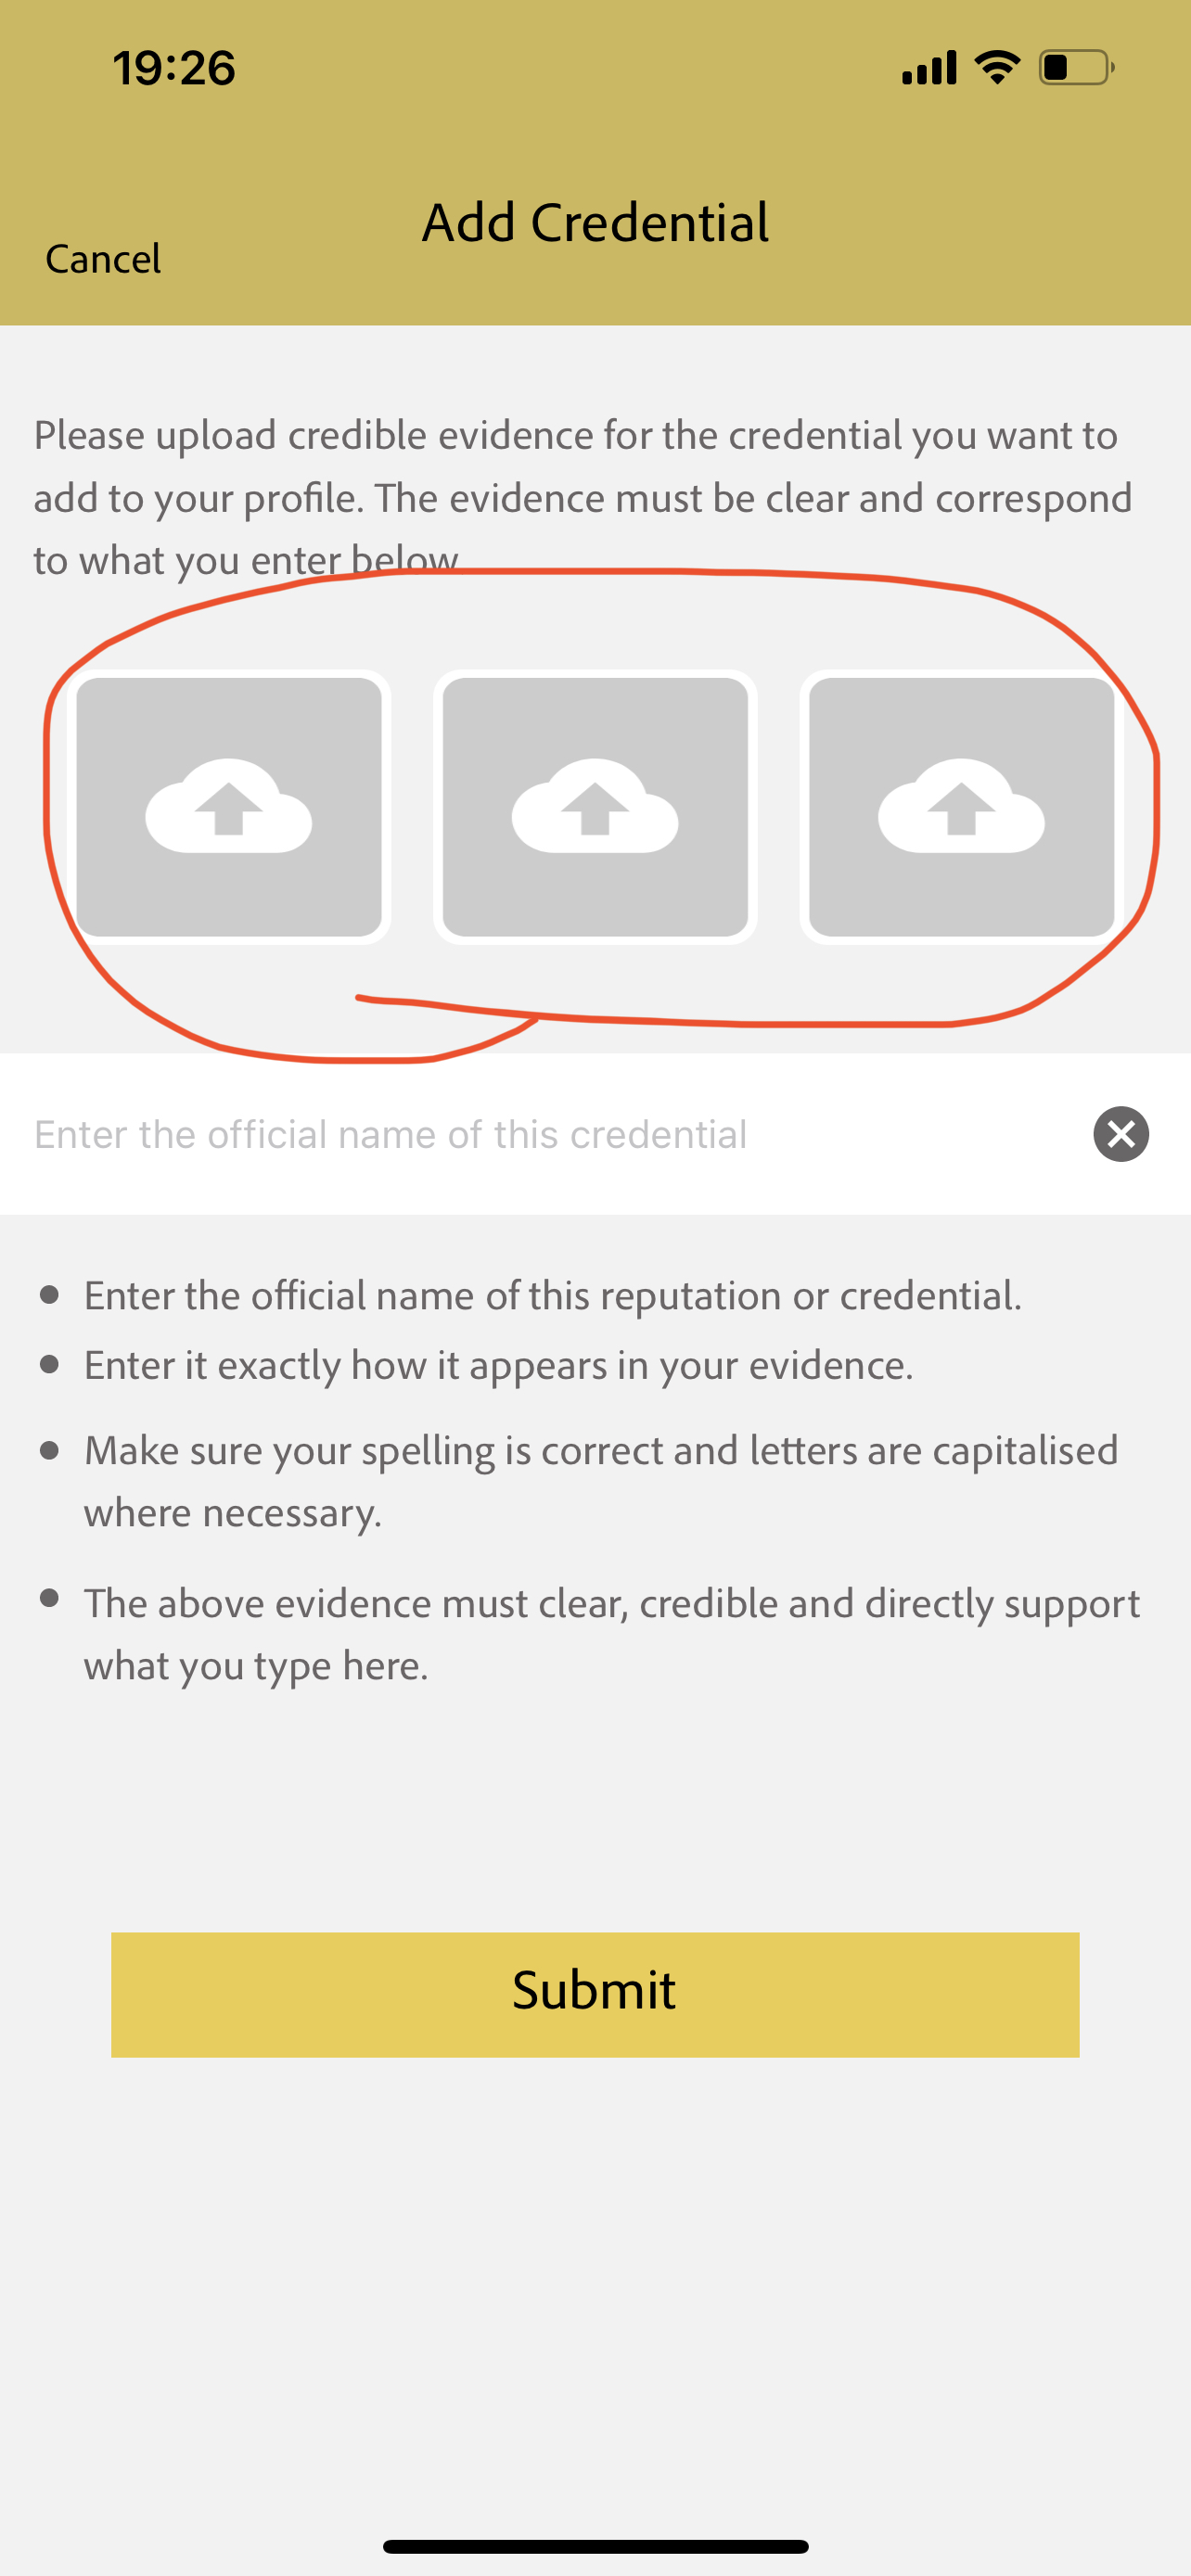 19:26
Add Credential
Cancel
Please upload credible evidence for the credential you want to
add to your profile. The evidence must be clear and correspond
to what you enter below
Enter the official name of this credential
Enter the official name of this reputation or credential.
Enter it exactly how it appears in your evidence.
Make sure your spelling is correct and letters are capitalised
where necessary.
The above evidence must clear, credible and directly support
what you type here.
Submit